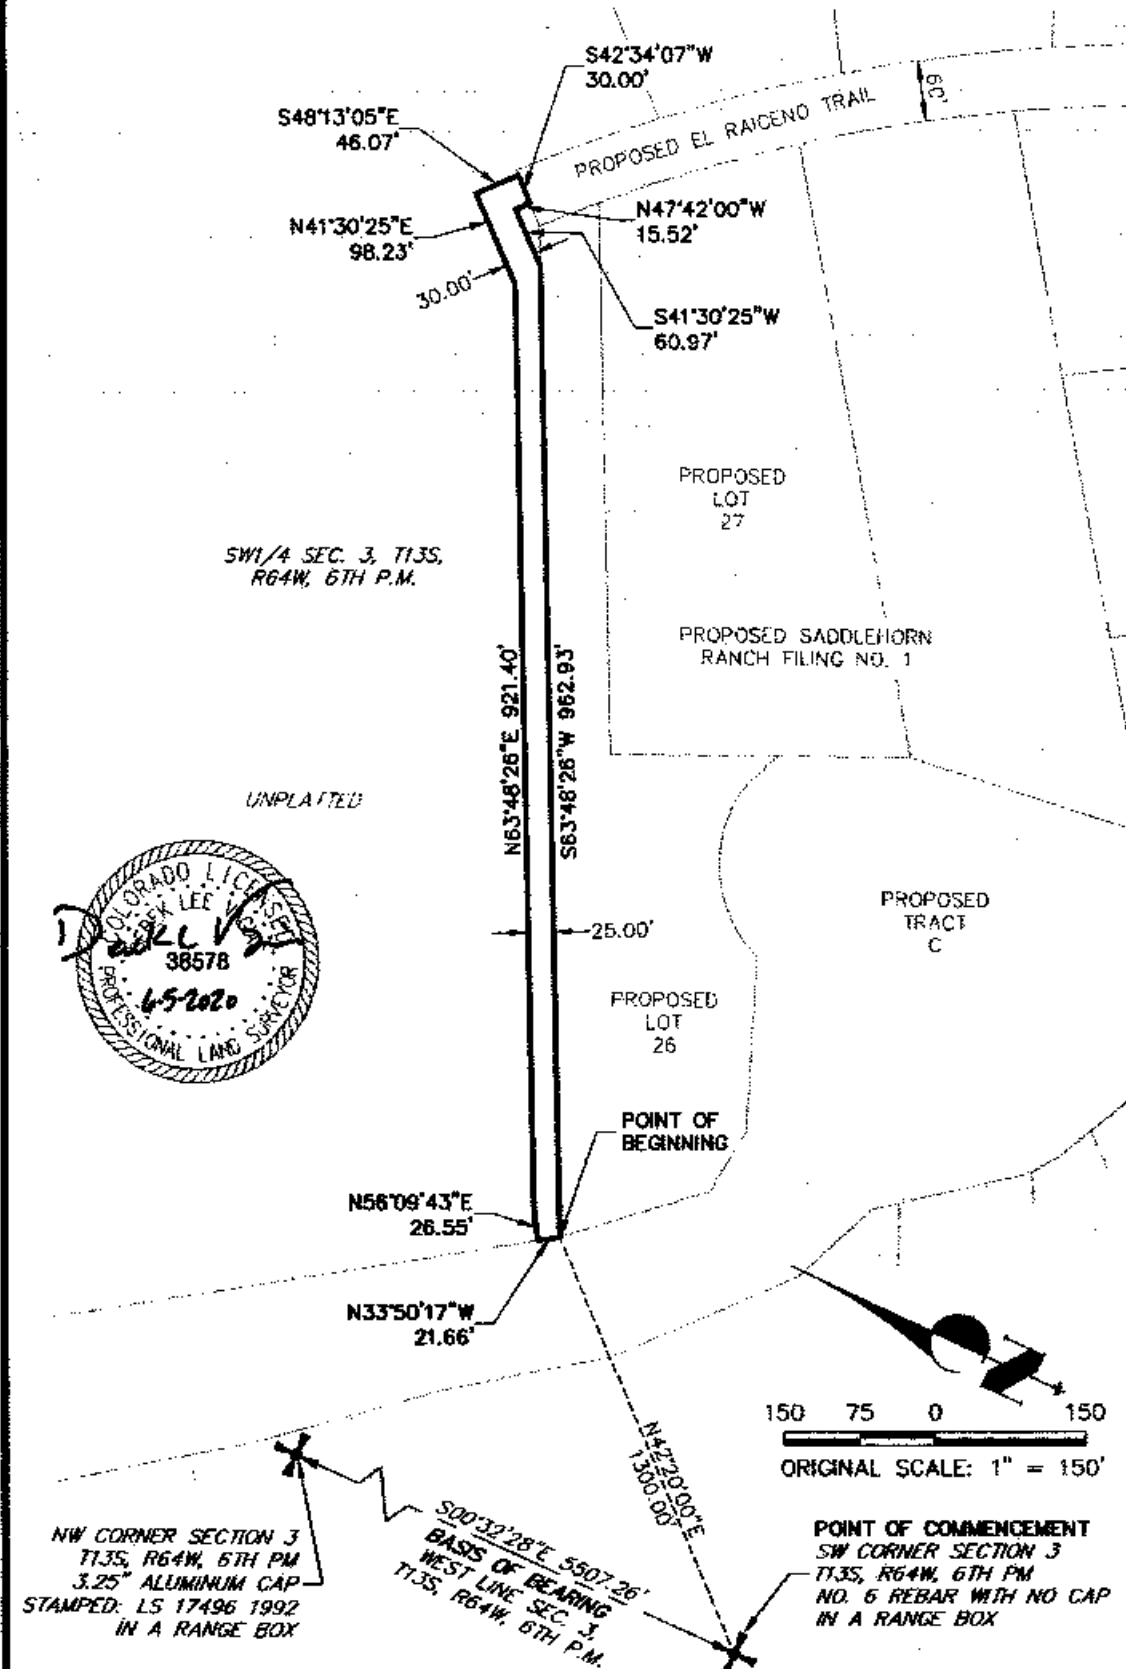 S42°34'07"W
30.00'
S48°13'05"E
46.07'
PROPOSED EL RAICENO TRAIL
N41°30'25"E
98.23'
N47°42'00"W
15.52'
30.00'
S41°30'25"W
60.97'
PROPOSED
LOT
27
SW1/4 SEC. 3, T13S,
R64W, 6TH P.M.
PROPOSED SADDLEHORN
RANCH FILING NO. 1
N63°48'26"E 921.40'
S63°48'26"W 962.93'
UNPLATTED
COLORADO LICENSED
LEE
38578
6-5-2020
PROFESSIONAL LAND SURVEYOR
PROPOSED
TRACT
C
25.00'
PROPOSED
LOT
26
POINT OF
BEGINNING
N56°09'43"E
26.55'
N33°50'17"W
21.66'
150 75 0 150
ORIGINAL SCALE: 1" = 150'
N42°20'00"E
1300.00'
S00°32'28"E 5507.26'
BASIS OF BEARING
WEST LINE SEC. 3,
T13S, R64W, 6TH P.M.
NW CORNER SECTION 3
T13S, R64W, 6TH PM
3.25" ALUMINUM CAP
STAMPED: LS 17496 1992
IN A RANGE BOX
POINT OF COMMENCEMENT
SW CORNER SECTION 3
T13S, R64W, 6TH PM
NO. 6 REBAR WITH NO CAP
IN A RANGE BOX